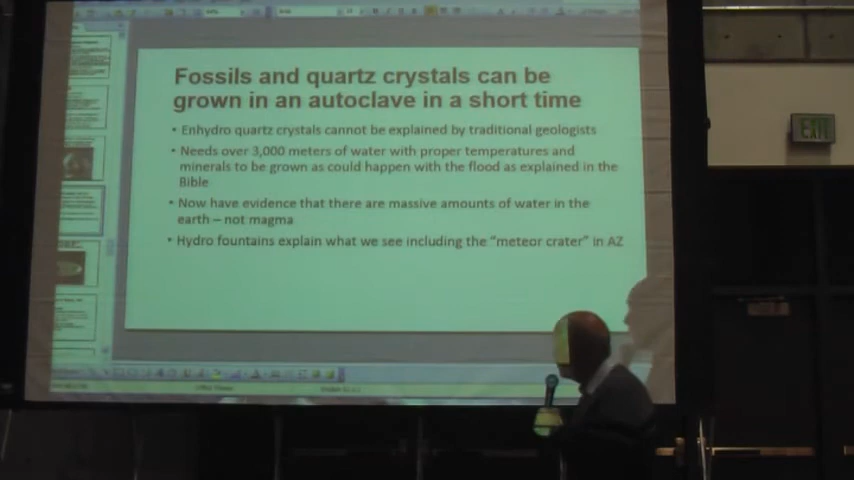 Fossils and quartz crystals can be
grown in an autoclave in a short time
• Enhydro quartz crystals cannot be explained by traditional geologists
• Needs over 3,000 meters of water with proper temperatures and
minerals to be grown as could happen with the flood as explained in the
Bible
• Now have evidence that there are massive amounts of water in the
earth – not magma
• Hydro fountains explain what we see including the "meteor crater" in AZ
EXIT